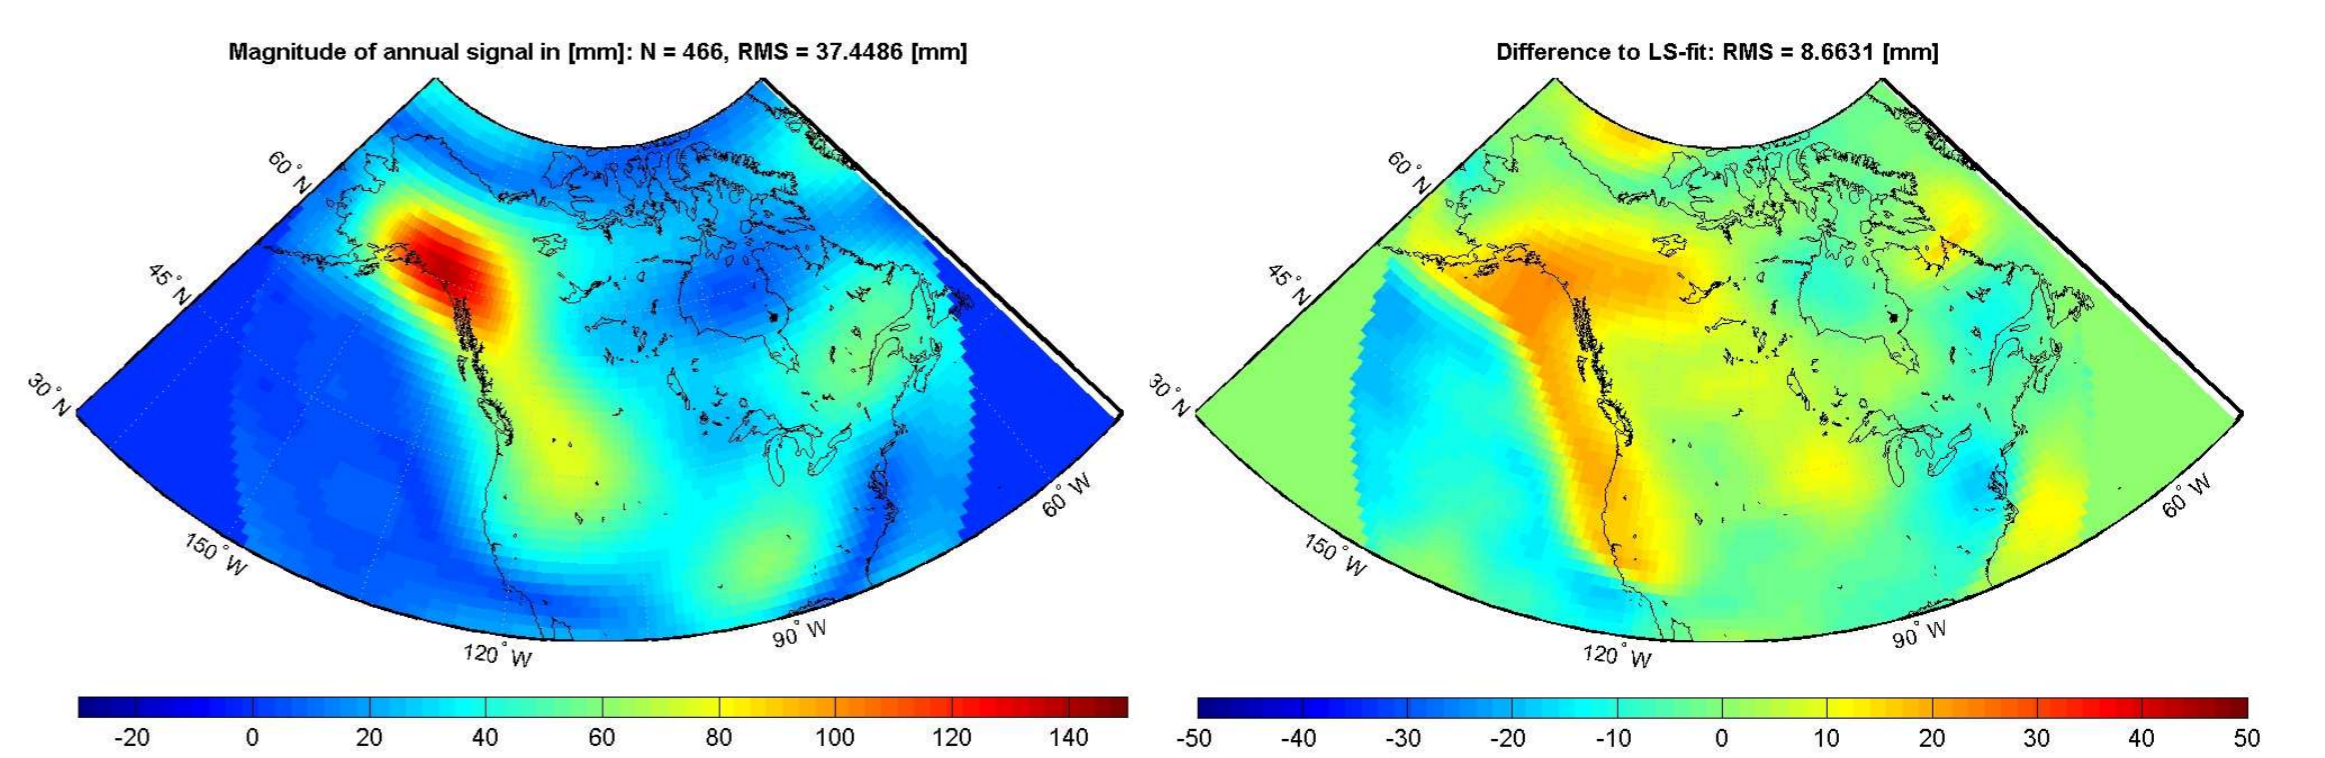 Magnitude of annual signal in [mm]: N = 466, RMS = 37.4486 [mm]
60° N
45° N
30° N
150° W
120° W
90° W
60° W
-20 0 20 40 60 80 100 120 140
Difference to LS-fit: RMS = 8.6631 [mm]
60° N
45° N
30° N
150° W
120° W
90° W
60° W
-50 -40 -30 -20 -10 0 10 20 30 40 50